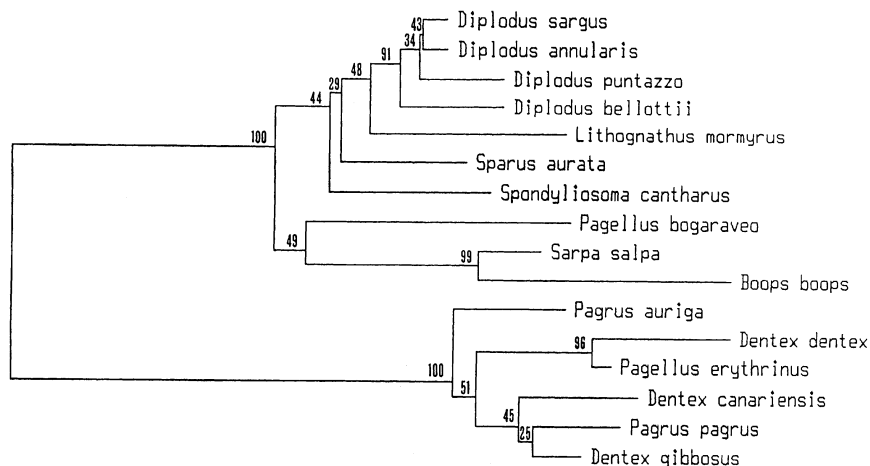 43
Diplodus sargus
34
Diplodus annularis
91
48
Diplodus puntazzo
29
44
Diplodus bellottii
Lithognathus mormyrus
100
Sparus aurata
Spondyliosoma cantharus
Pagellus bogaraveo
49
Sarpa salpa
99
Boops boops
Pagrus auriga
96
Dentex dentex
100
Pagellus erythrinus
51
Dentex canariensis
45
Pagrus pagrus
25
Dentex gibbosus